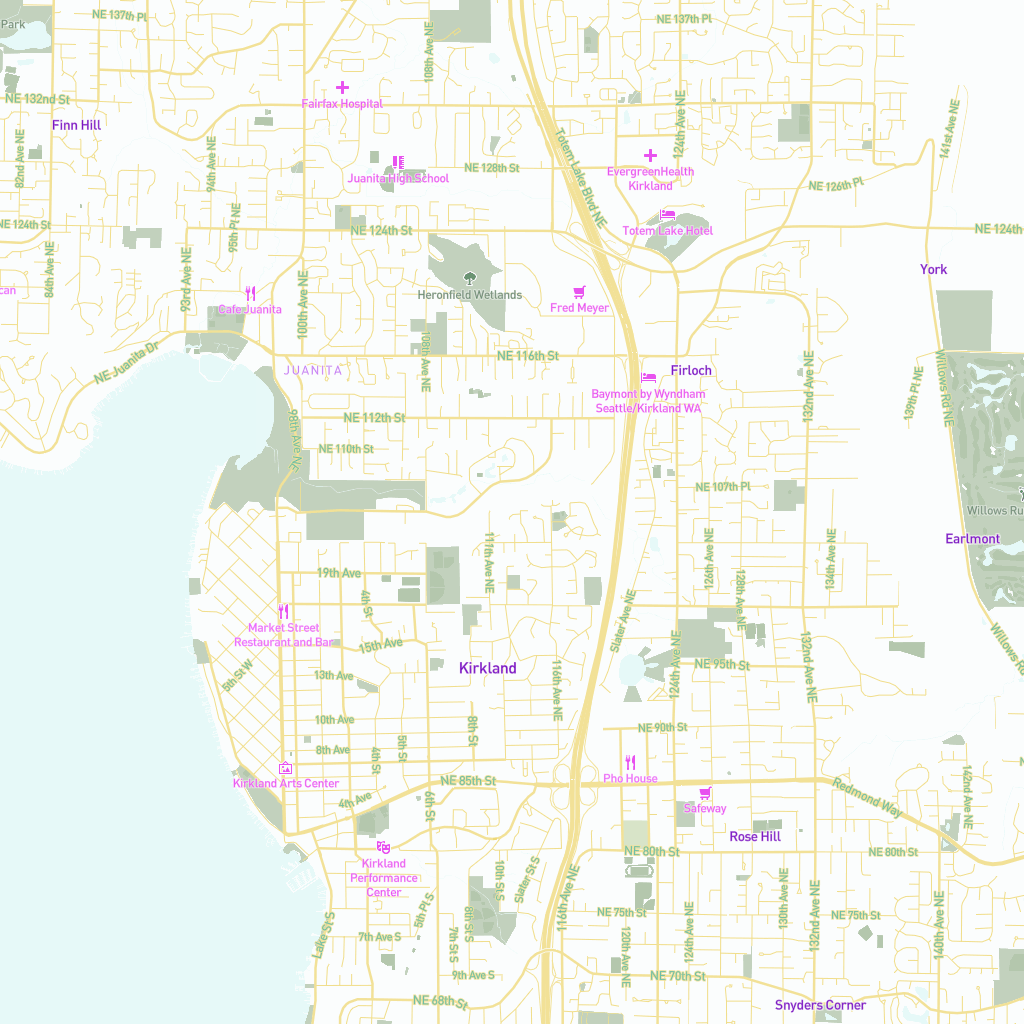 Park
NE 137th Pl
NE 137th Pl
108th Ave NE
NE 132nd St
Fairfax Hospital
Finn Hill
82nd Ave NE
94th Ave NE
Totem Lake Blvd NE
124th Ave NE
141st Ave NE
Juanita High School
NE 128th St
EvergreenHealth
Kirkland
NE 126th Pl
95th Pl NE
NE 124th St
NE 124th St
Totem Lake Hotel
NE 124th
84th Ave NE
93rd Ave NE
York
can
Cafe Juanita
100th Ave NE
Heronfield Wetlands
Fred Meyer
NE Juanita Dr
JUANITA
108th Ave NE
NE 116th St
Firloch
Baymont by Wyndham
Seattle/Kirkland WA
132nd Ave NE
139th Pl NE
Willows Rd NE
98th Ave NE
NE 112th St
NE 110th St
NE 107th Pl
Willows Ru
Earlmont
19th Ave
4th St
111th Ave NE
126th Ave NE
128th Ave NE
134th Ave NE
Slater Ave NE
Market Street
Restaurant and Bar
15th Ave
5th St W
13th Ave
Kirkland
116th Ave NE
124th Ave NE
NE 95th St
132nd Ave NE
Willows Rd
10th Ave
8th Ave
4th St
5th St
8th St
NE 90th St
N
Kirkland Arts Center
4th Ave
NE 85th St
6th St
Pho House
Safeway
Redmond Way
142nd Ave NE
Rose Hill
Kirkland
Performance
Center
NE 80th St
NE 80th St
10th St S
Slater St S
116th Ave NE
5th Pl S
8th St S
Lake St S
7th Ave S
7th St S
9th Ave S
NE 75th St
120th Ave NE
124th Ave NE
130th Ave NE
132nd Ave NE
NE 75th St
140th Ave NE
NE 68th St
NE 70th St
Snyders Corner